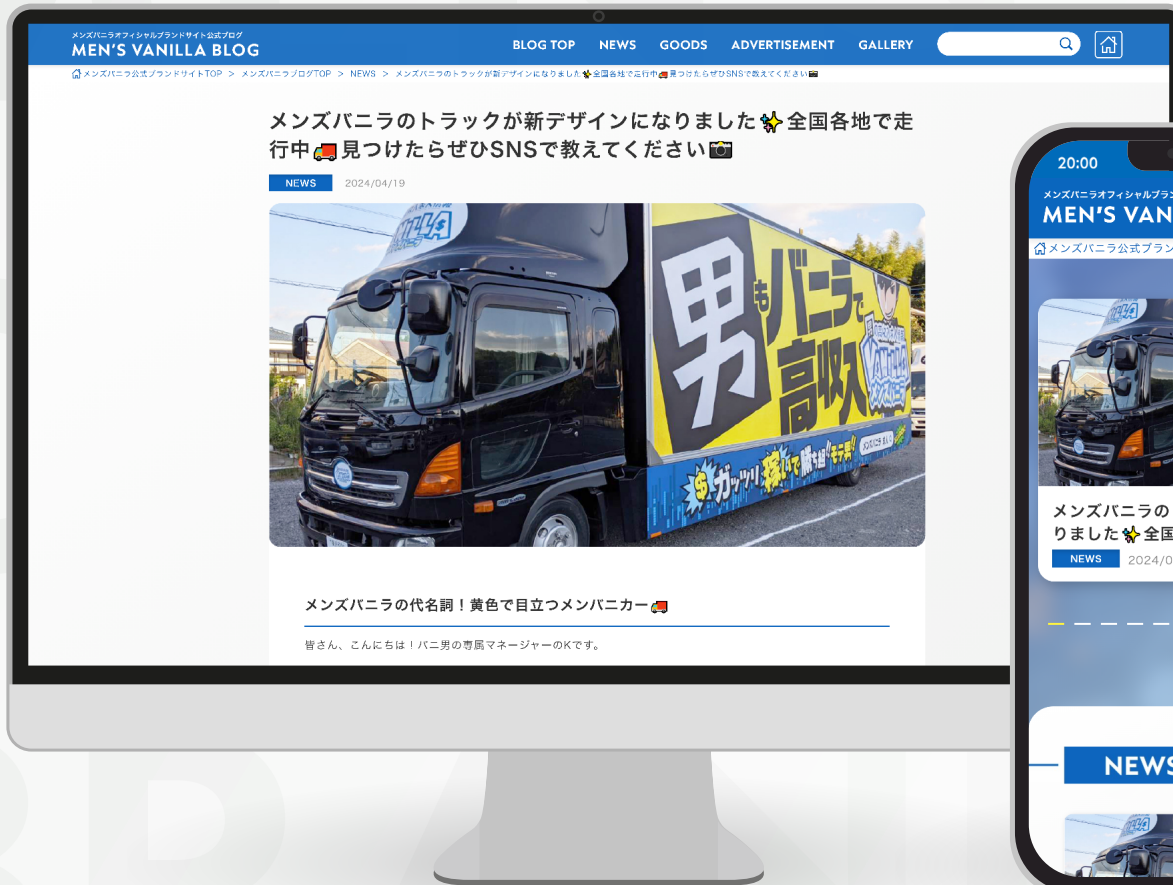 メンズバニラオフィシャルブランドサイト公式ブログ
MEN'S VANILLA BLOG
BLOG TOP NEWS GOODS ADVERTISEMENT GALLERY
メンズバニラ公式ブランドサイトTOP > メンズバニラブログTOP > NEWS > メンズバニラのトラックが新デザインになりました✨全国各地で走行中🚚見つけたらぜひSNSで教えてください📷
メンズバニラのトラックが新デザインになりました✨全国各地で走
行中🚚見つけたらぜひSNSで教えてください📷
NEWS 2024/04/19
男もバニラで
高収入
VANILLA
メンズバニラ
$ガッツリ稼いで勝ち組!!モテ男!!
メンズバニラの代名詞!黄色で目立つメンバニカー🚚
皆さん、こんにちは!バニ男の専属マネージャーのKです。
20:00
メンズバニラオフィシャルブラン
MEN'S VAN
メンズバニラ公式ブラン
メンズバニラの
りました✨全国
NEWS 2024/0
NEWS